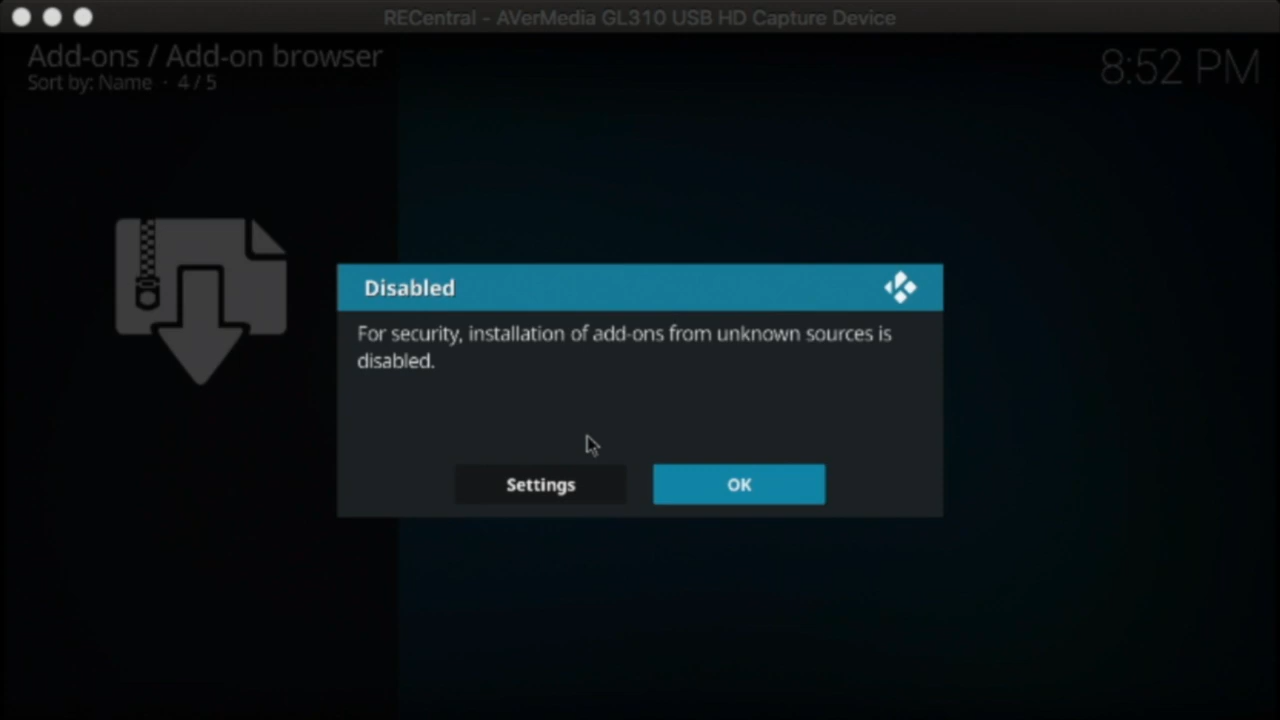 RECentral - AVerMedia GL310 USB HD Capture Device
Add-ons / Add-on browser
8:52 PM
Sort by: Name · 4 / 5
Disabled
For security, installation of add-ons from unknown sources is
disabled.
Settings
OK